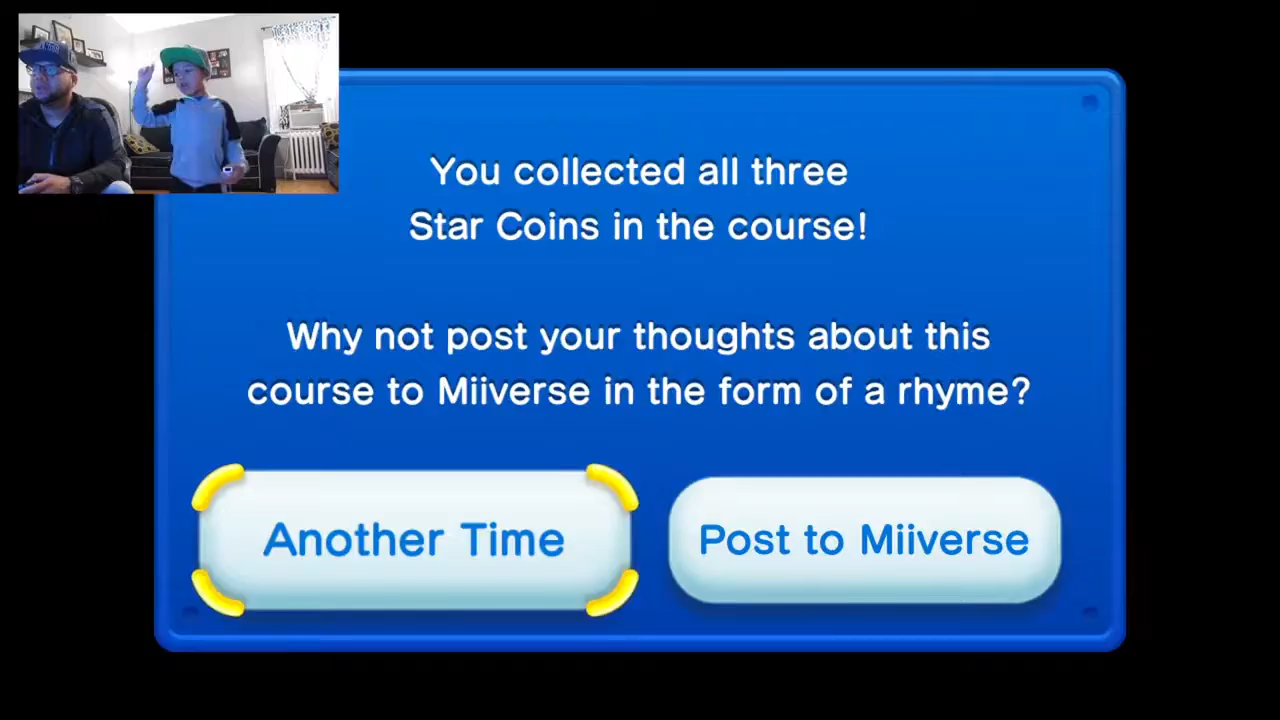 You collected all three
Star Coins in the course!
Why not post your thoughts about this
course to Miiverse in the form of a rhyme?
Another Time
Post to Miiverse